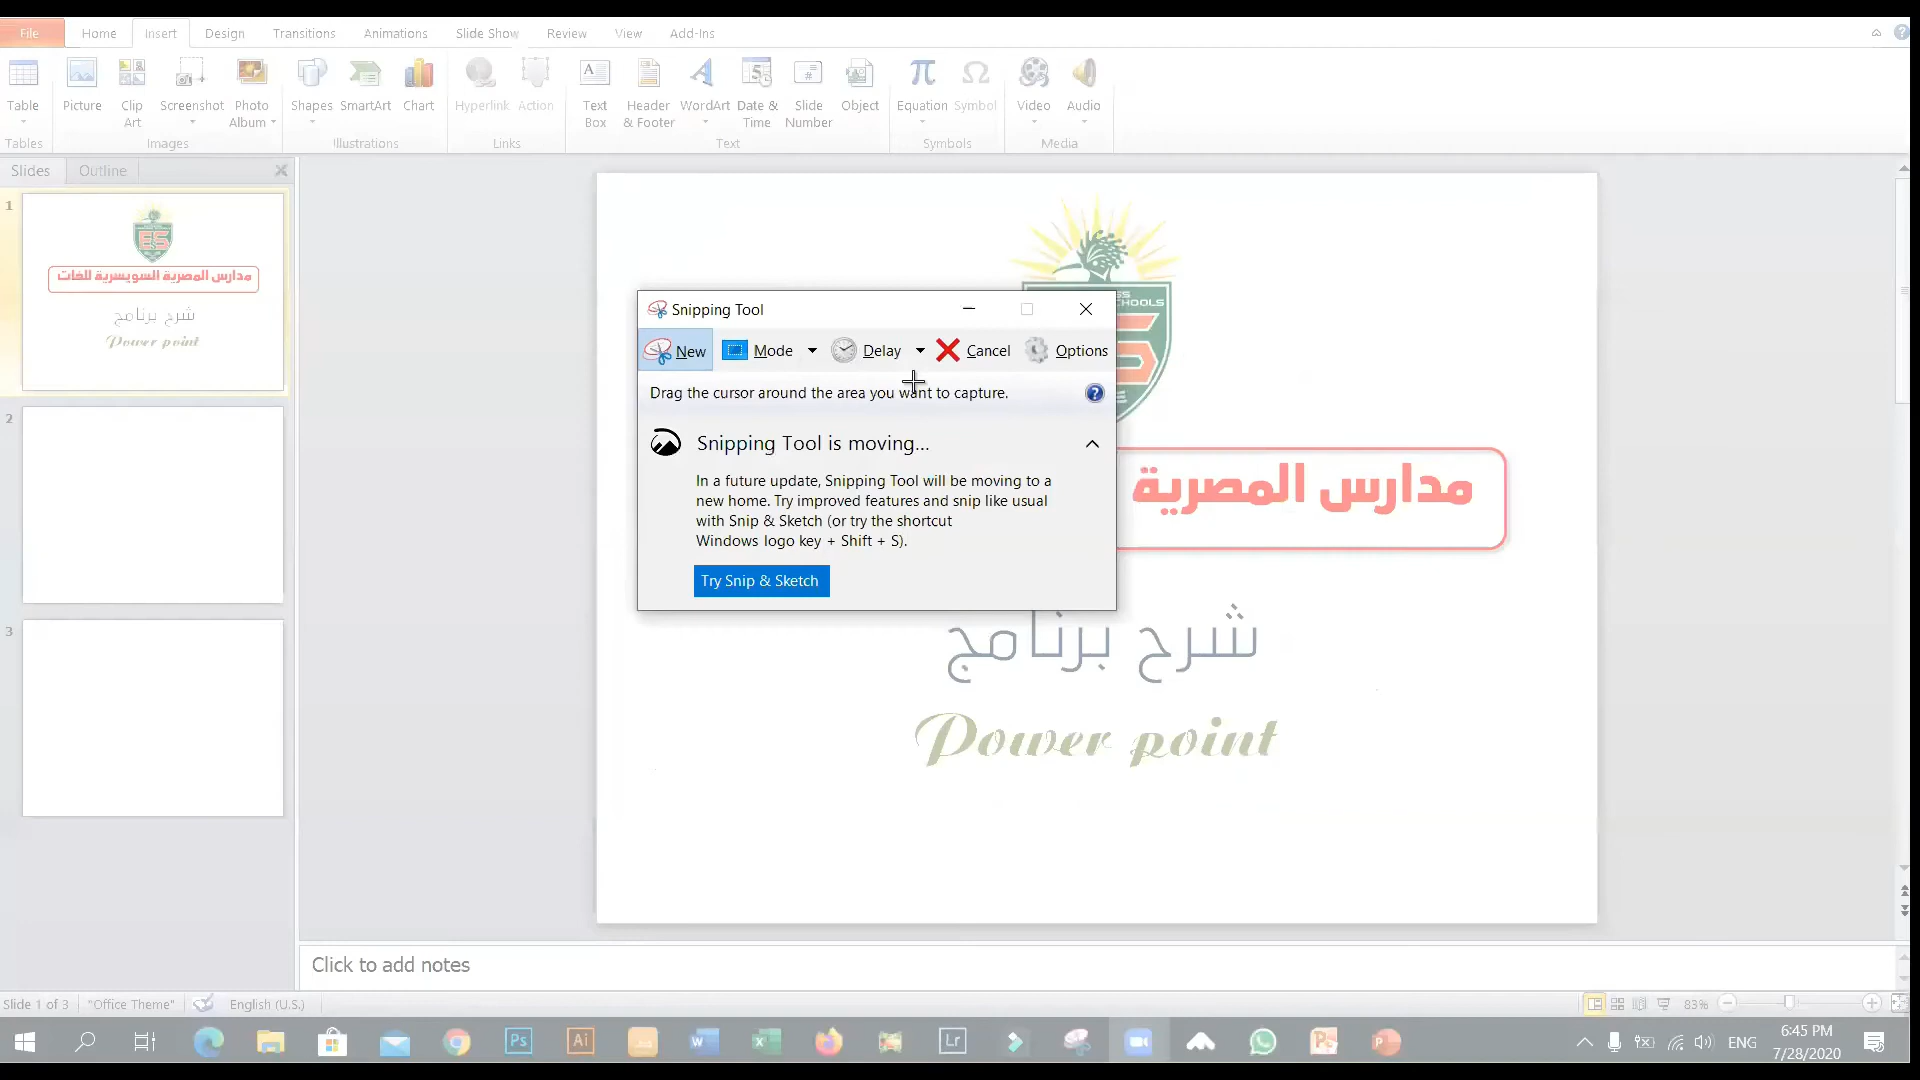 File Home Insert Design Transitions Animations Slide Show Review View Add-Ins
Table Picture Clip Art Screenshot Photo Album Shapes SmartArt Chart Hyperlink Action Text Box Header & Footer WordArt Date & Time Slide Number Object Equation Symbol Video Audio
Tables Images Illustrations Links Text Symbols Media
Slides Outline
1
مدارس المصرية السويسرية للغات
شرح برنامج
Power point
2
3
CHOOLS
Snipping Tool
New Mode Delay Cancel Options
Drag the cursor around the area you want to capture.
Snipping Tool is moving...
In a future update, Snipping Tool will be moving to a
new home. Try improved features and snip like usual
with Snip & Sketch (or try the shortcut
Windows logo key + Shift + S).
Try Snip & Sketch
مدارس المصرية
شرح برنامج
Power point
Click to add notes
Slide 1 of 3 "Office Theme" English (U.S.) 83%
Ps Ai Lr ENG 6:45 PM
7/28/2020